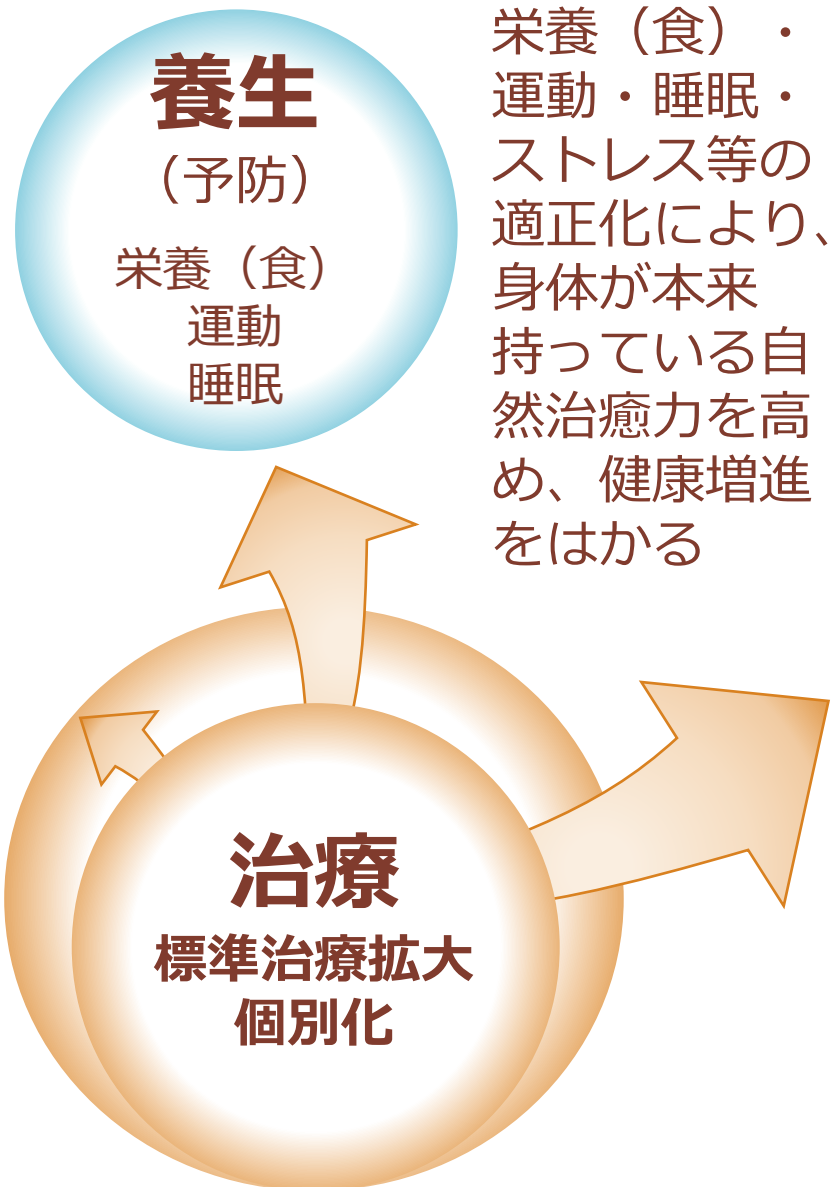 養生
（予防）
栄養（食）
運動
睡眠
栄養（食）・
運動・睡眠・
ストレス等の
適正化により、
身体が本来
持っている自
然治癒力を高
め、健康増進
をはかる
治療
標準治療拡大
個別化